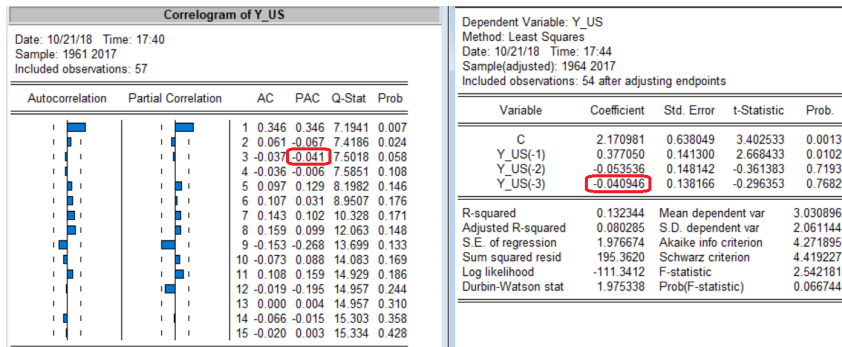 Correlogram of Y_US
Date: 10/21/18 Time: 17:40
Sample: 1961 2017
Included observations: 57
Autocorrelation Partial Correlation AC PAC Q-Stat Prob
1 0.346 0.346 7.1941 0.007
2 0.061 -0.067 7.4186 0.024
3 -0.037 -0.041 7.5018 0.058
4 -0.036 -0.006 7.5851 0.108
5 0.097 0.129 8.1982 0.146
6 0.107 0.031 8.9507 0.176
7 0.143 0.102 10.328 0.171
8 0.159 0.099 12.063 0.148
9 -0.153 -0.268 13.699 0.133
10 -0.073 0.088 14.083 0.169
11 0.108 0.159 14.929 0.186
12 -0.019 -0.195 14.957 0.244
13 0.000 0.004 14.957 0.310
14 -0.066 -0.015 15.303 0.358
15 -0.020 0.003 15.334 0.428
Dependent Variable: Y_US
Method: Least Squares
Date: 10/21/18 Time: 17:44
Sample(adjusted): 1964 2017
Included observations: 54 after adjusting endpoints
Variable Coefficient Std. Error t-Statistic Prob.
C 2.170981 0.638049 3.402533 0.0013
Y_US(-1) 0.377050 0.141300 2.668433 0.0102
Y_US(-2) -0.053536 0.148142 -0.361383 0.7193
Y_US(-3) -0.040946 0.138166 -0.296353 0.7682
R-squared 0.132344 Mean dependent var 3.030896
Adjusted R-squared 0.080285 S.D. dependent var 2.061144
S.E. of regression 1.976674 Akaike info criterion 4.271895
Sum squared resid 195.3620 Schwarz criterion 4.419227
Log likelihood -111.3412 F-statistic 2.542181
Durbin-Watson stat 1.975338 Prob(F-statistic) 0.066744